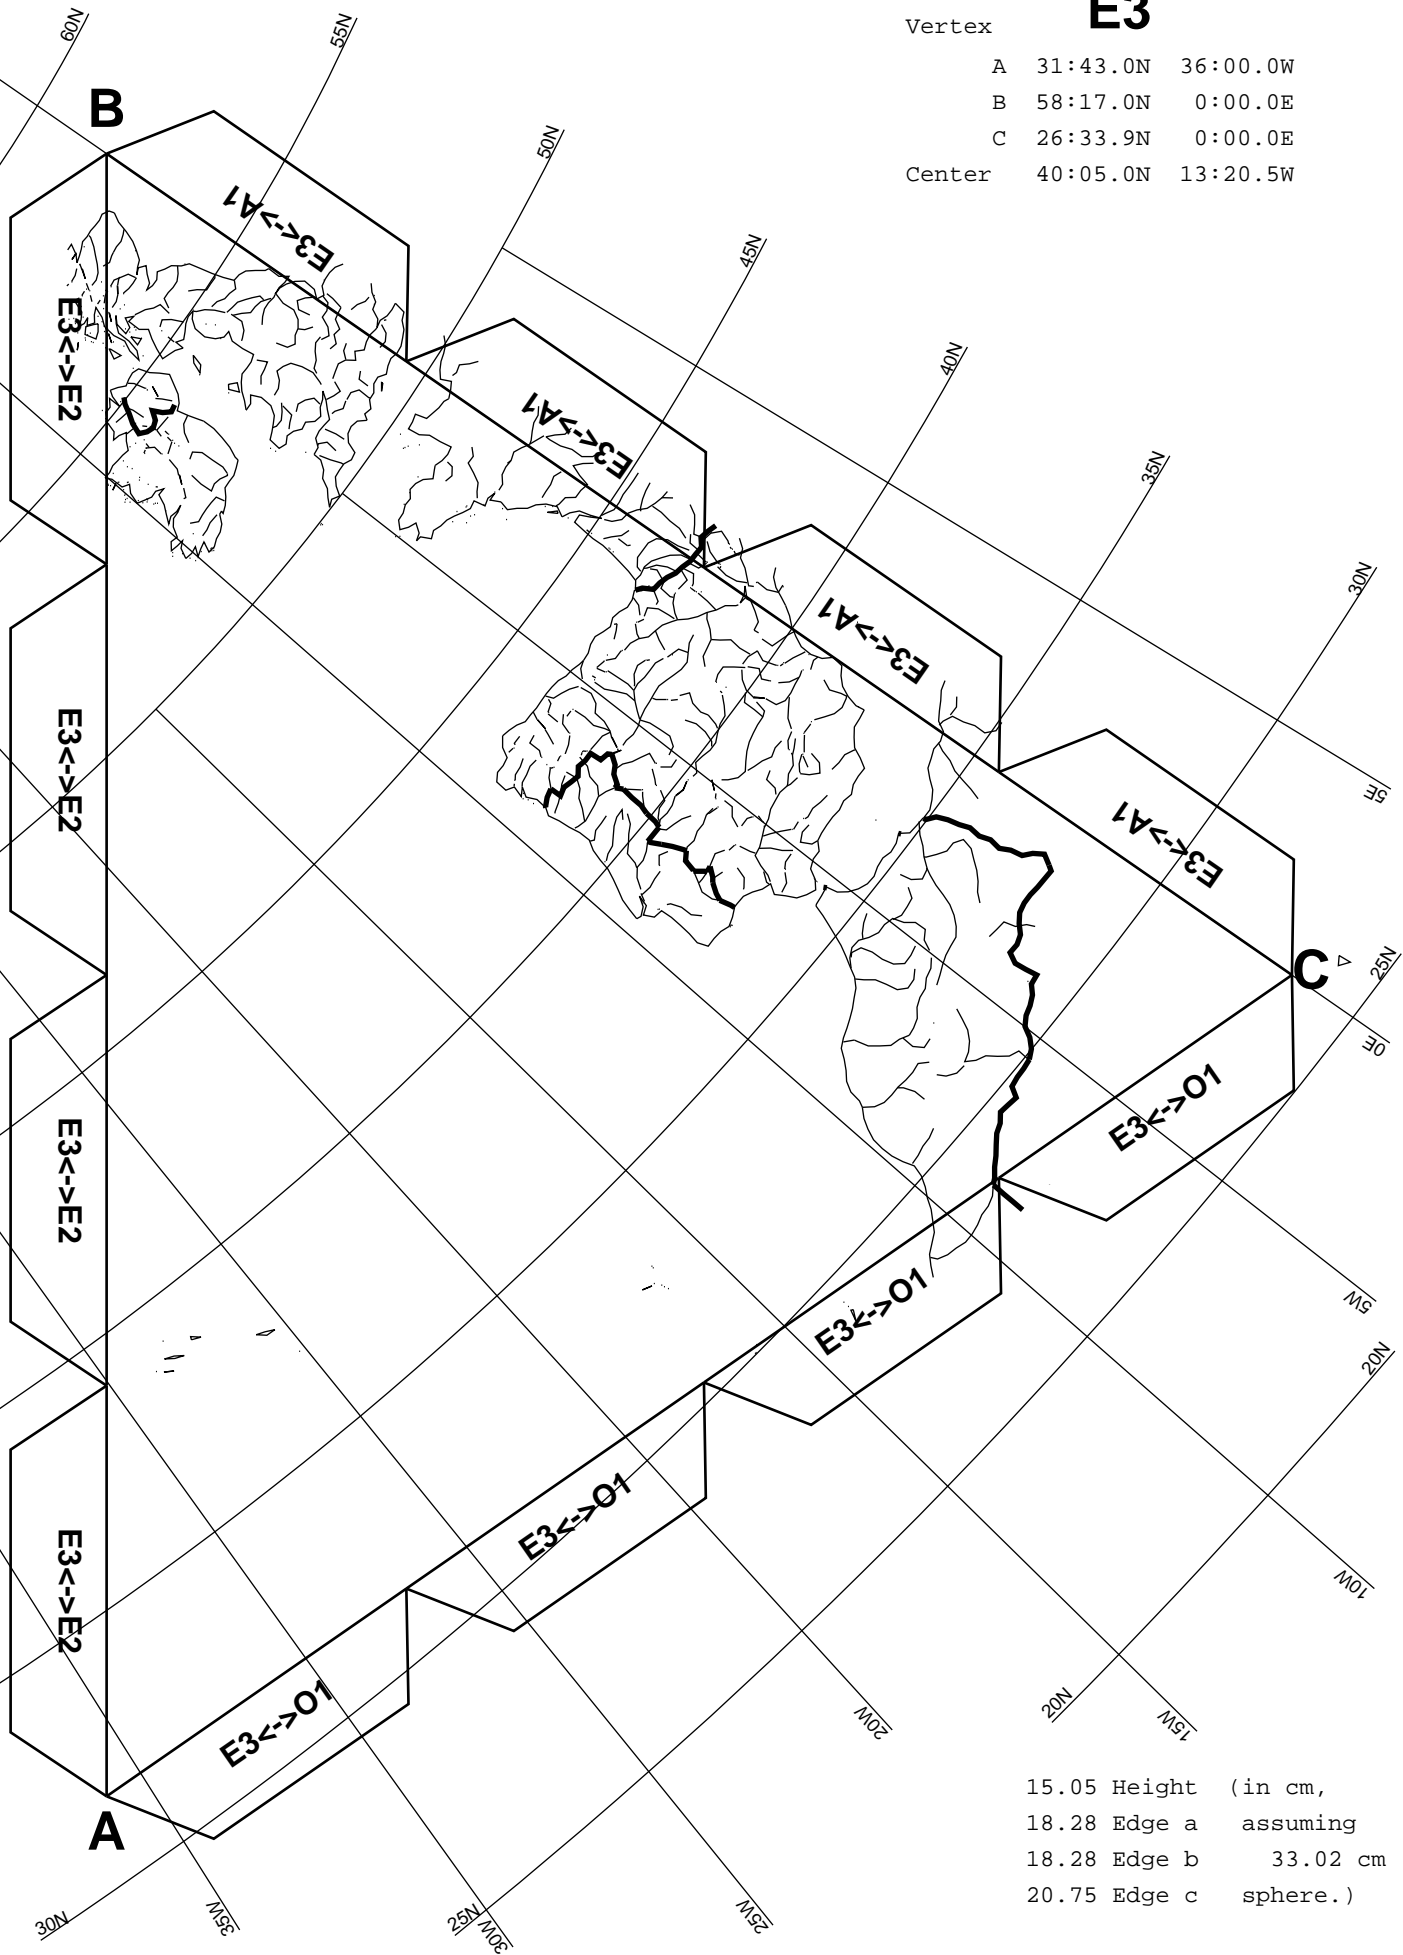 E3
Vertex
A 31:43.0N 36:00.0W
B 58:17.0N 0:00.0E
C 26:33.9N 0:00.0E
Center 40:05.0N 13:20.5W
60N
55N
50N
45N
40N
35N
30N
25N
B
E3<->A1
E3<->A1
E3<->A1
E3<->A1
E3<->E2
E3<->E2
E3<->E2
E3<->E2
C
5E
0E
5W
20N
10W
E3<->O1
E3<->O1
E3<->O1
E3<->O1
A
30N
35W
25N
30W
25W
20W
20N
15W
15.05 Height (in cm,
18.28 Edge a assuming
18.28 Edge b 33.02 cm
20.75 Edge c sphere.)